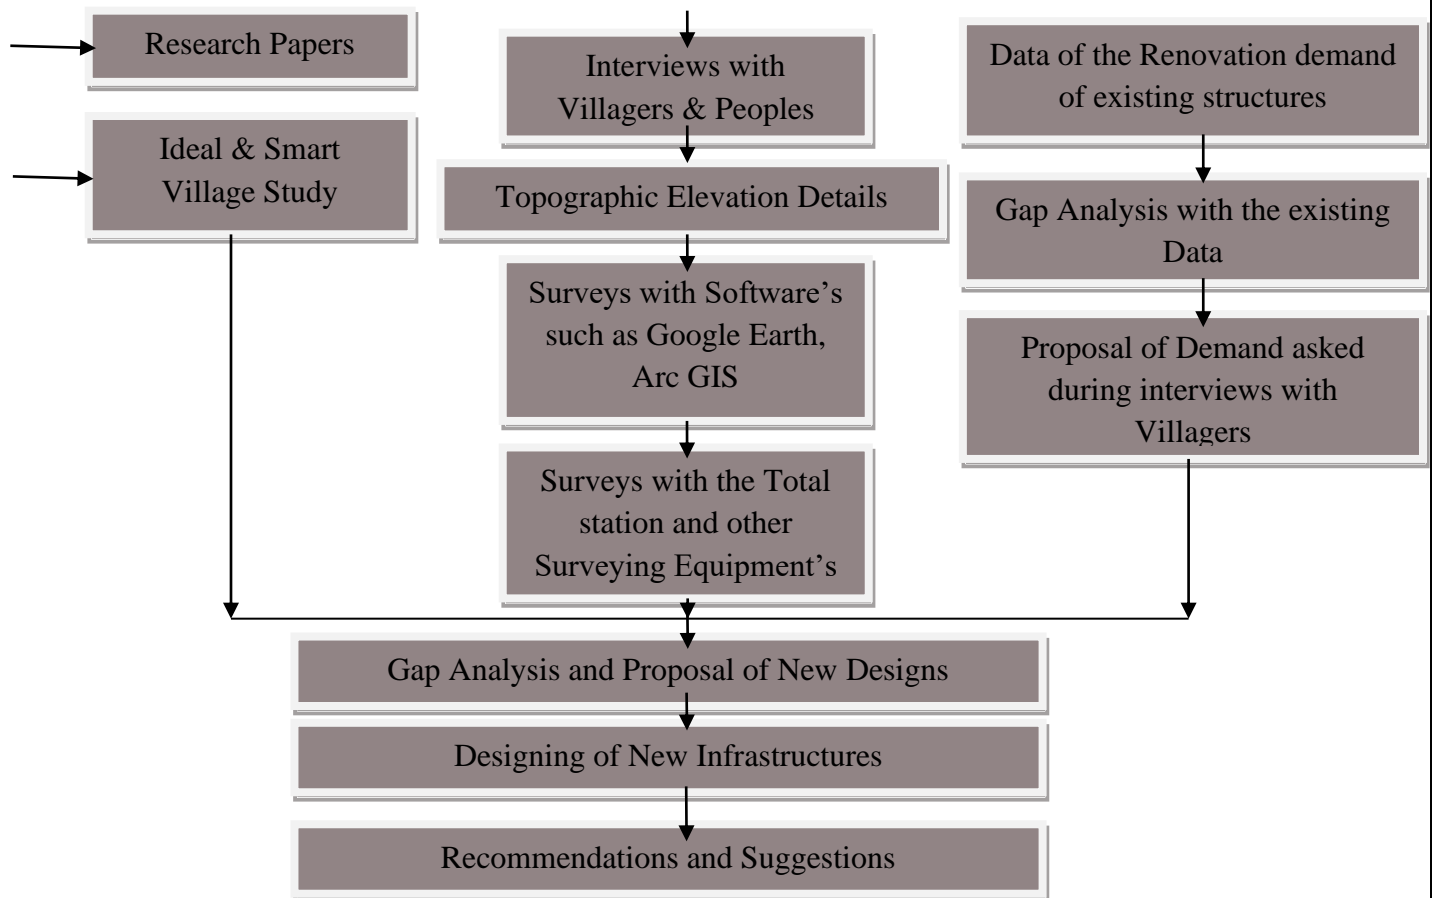 Research Papers
Ideal & Smart
Village Study
Interviews with
Villagers & Peoples
Topographic Elevation Details
Surveys with Software’s
such as Google Earth,
Arc GIS
Surveys with the Total
station and other
Surveying Equipment’s
Data of the Renovation demand
of existing structures
Gap Analysis with the existing
Data
Proposal of Demand asked
during interviews with
Villagers
Gap Analysis and Proposal of New Designs
Designing of New Infrastructures
Recommendations and Suggestions